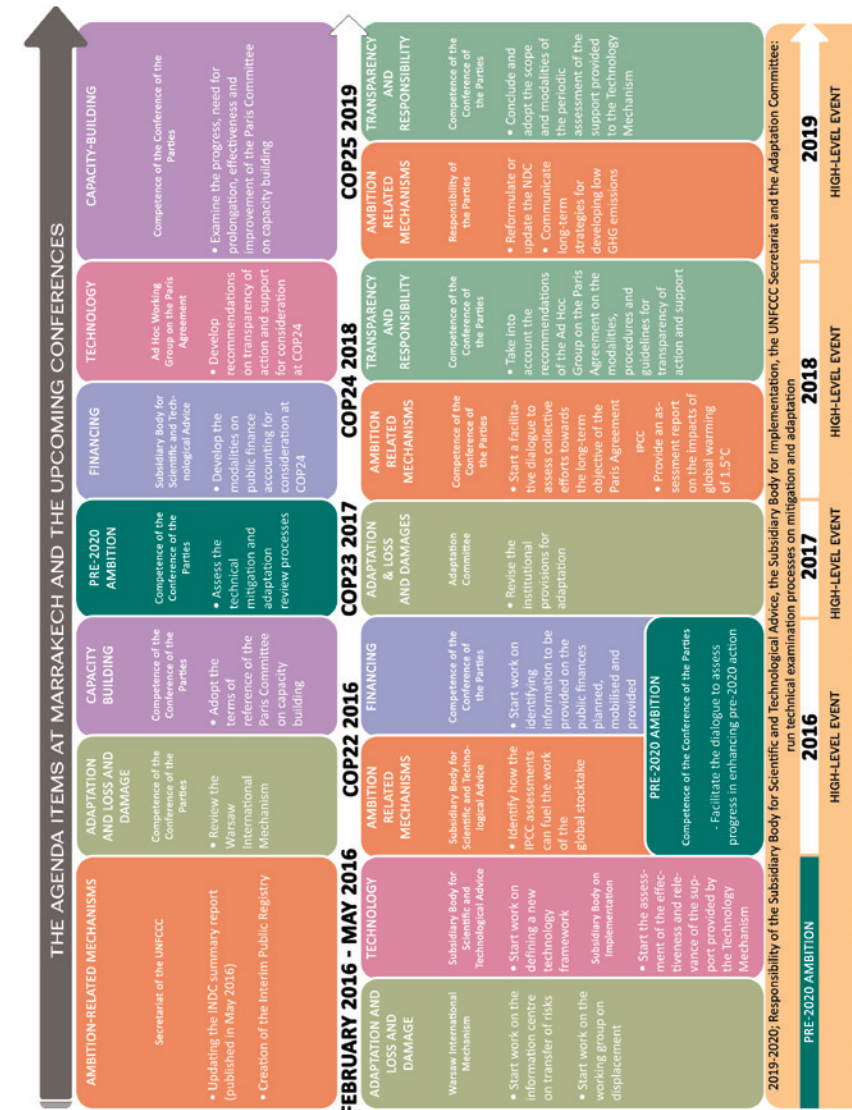 THE AGENDA ITEMS AT MARRAKECH AND THE UPCOMING CONFERENCES
AMBITION-RELATED MECHANISMS
Secretariat of the UNFCCC
• Updating the INDC summary report
(published in May 2016)
• Creation of the Interim Public Registry
ADAPTATION
AND LOSS AND
DAMAGE
Competence of the
Conference of the
Parties
• Review the
Warsaw
International
Mechanism
CAPACITY
BUILDING
Competence of the
Conference of the
Parties
• Adopt the
terms of
reference of the
Paris Committee
on capacity
building
PRE-2020
AMBITION
Competence of the
Conference of the
Parties
• Assess the
technical
mitigation and
adaptation
review processes
FINANCING
Subsidiary Body for
Scientific and Tech-
nological Advice
• Develop the
modalities on
public finance
accounting for
consideration at
COP24
TECHNOLOGY
Ad Hoc Working
Group on the Paris
Agreement
• Develop
recommendations
on transparency of
action and support
for consideration
at COP24
CAPACITY-BUILDING
Competence of the Conference of the
Parties
• Examine the progress, need for
prolongation, effectiveness and
improvement of the Paris Committee
on capacity building
FEBRUARY 2016 - MAY 2016
COP22 2016
COP23 2017
COP24 2018
COP25 2019
ADAPTATION AND
LOSS AND
DAMAGE
Warsaw International
Mechanism
• Start work on the
information centre
on transfer of risks
• Start work on the
working group on
displacement
TECHNOLOGY
Subsidiary Body for
Scientific and
Technological Advice
• Start work on
defining a new
technology
framework
Subsidiary Body on
Implementation
• Start the assess-
ment of the effec-
tiveness and rele-
vance of the sup-
port provided by
the Technology
Mechanism
AMBITION
RELATED
MECHANISMS
Subsidiary Body for
Scientific and Techno-
logical Advice
• Identify how the
IPCC assessments
can fuel the work
of the
global stocktake
FINANCING
Competence of the
Conference of
the Parties
• Start work on
identifying
information to be
provided on the
public finances
planned,
mobilised and
provided
PRE-2020 AMBITION
Competence of the Conference of the Parties
- Facilitate the dialogue to assess
progress in enhancing pre-2020 action
ADAPTATION
& LOSS
AND DAMAGES
Adaptation
Committee
• Revise the
institutional
provisions for
adaptation
AMBITION
RELATED
MECHANISMS
Competence of the
Conference of the
Parties
• Start a facilita-
tive dialogue to
assess collective
efforts towards
the long-term
objective of the
Paris Agreement
IPCC
• Provide an as-
sessment report
on the impacts of
global warming
of 1.5°C
TRANSPARENCY
AND
RESPONSIBILITY
Competence of the
Conference of
the Parties
• Take into
account the
recommendations
of the Ad Hoc
Group on the Paris
Agreement on the
modalities,
procedures and
guidelines for
transparency of
action and support
AMBITION
RELATED
MECHANISMS
Responsibility of
the Parties
• Reformulate or
update the NDC
• Communicate
long-term
strategies for
developing low
GHG emissions
TRANSPARENCY
AND
RESPONSIBILITY
Competence of the
Conference of
the Parties
• Conclude and
adopt the scope
and modalities of
the periodic
assessment of the
support provided
to the Technology
Mechanism
2019-2020; Responsibility of the Subsidiary Body for Scientific and Technological Advice, the Subsidiary Body for Implementation, the UNFCCC Secretariat and the Adaptation Committee:
run technical examination processes on mitigation and adaptation
PRE-2020 AMBITION
2016
2017
2018
2019
HIGH-LEVEL EVENT
HIGH-LEVEL EVENT
HIGH-LEVEL EVENT
HIGH-LEVEL EVENT